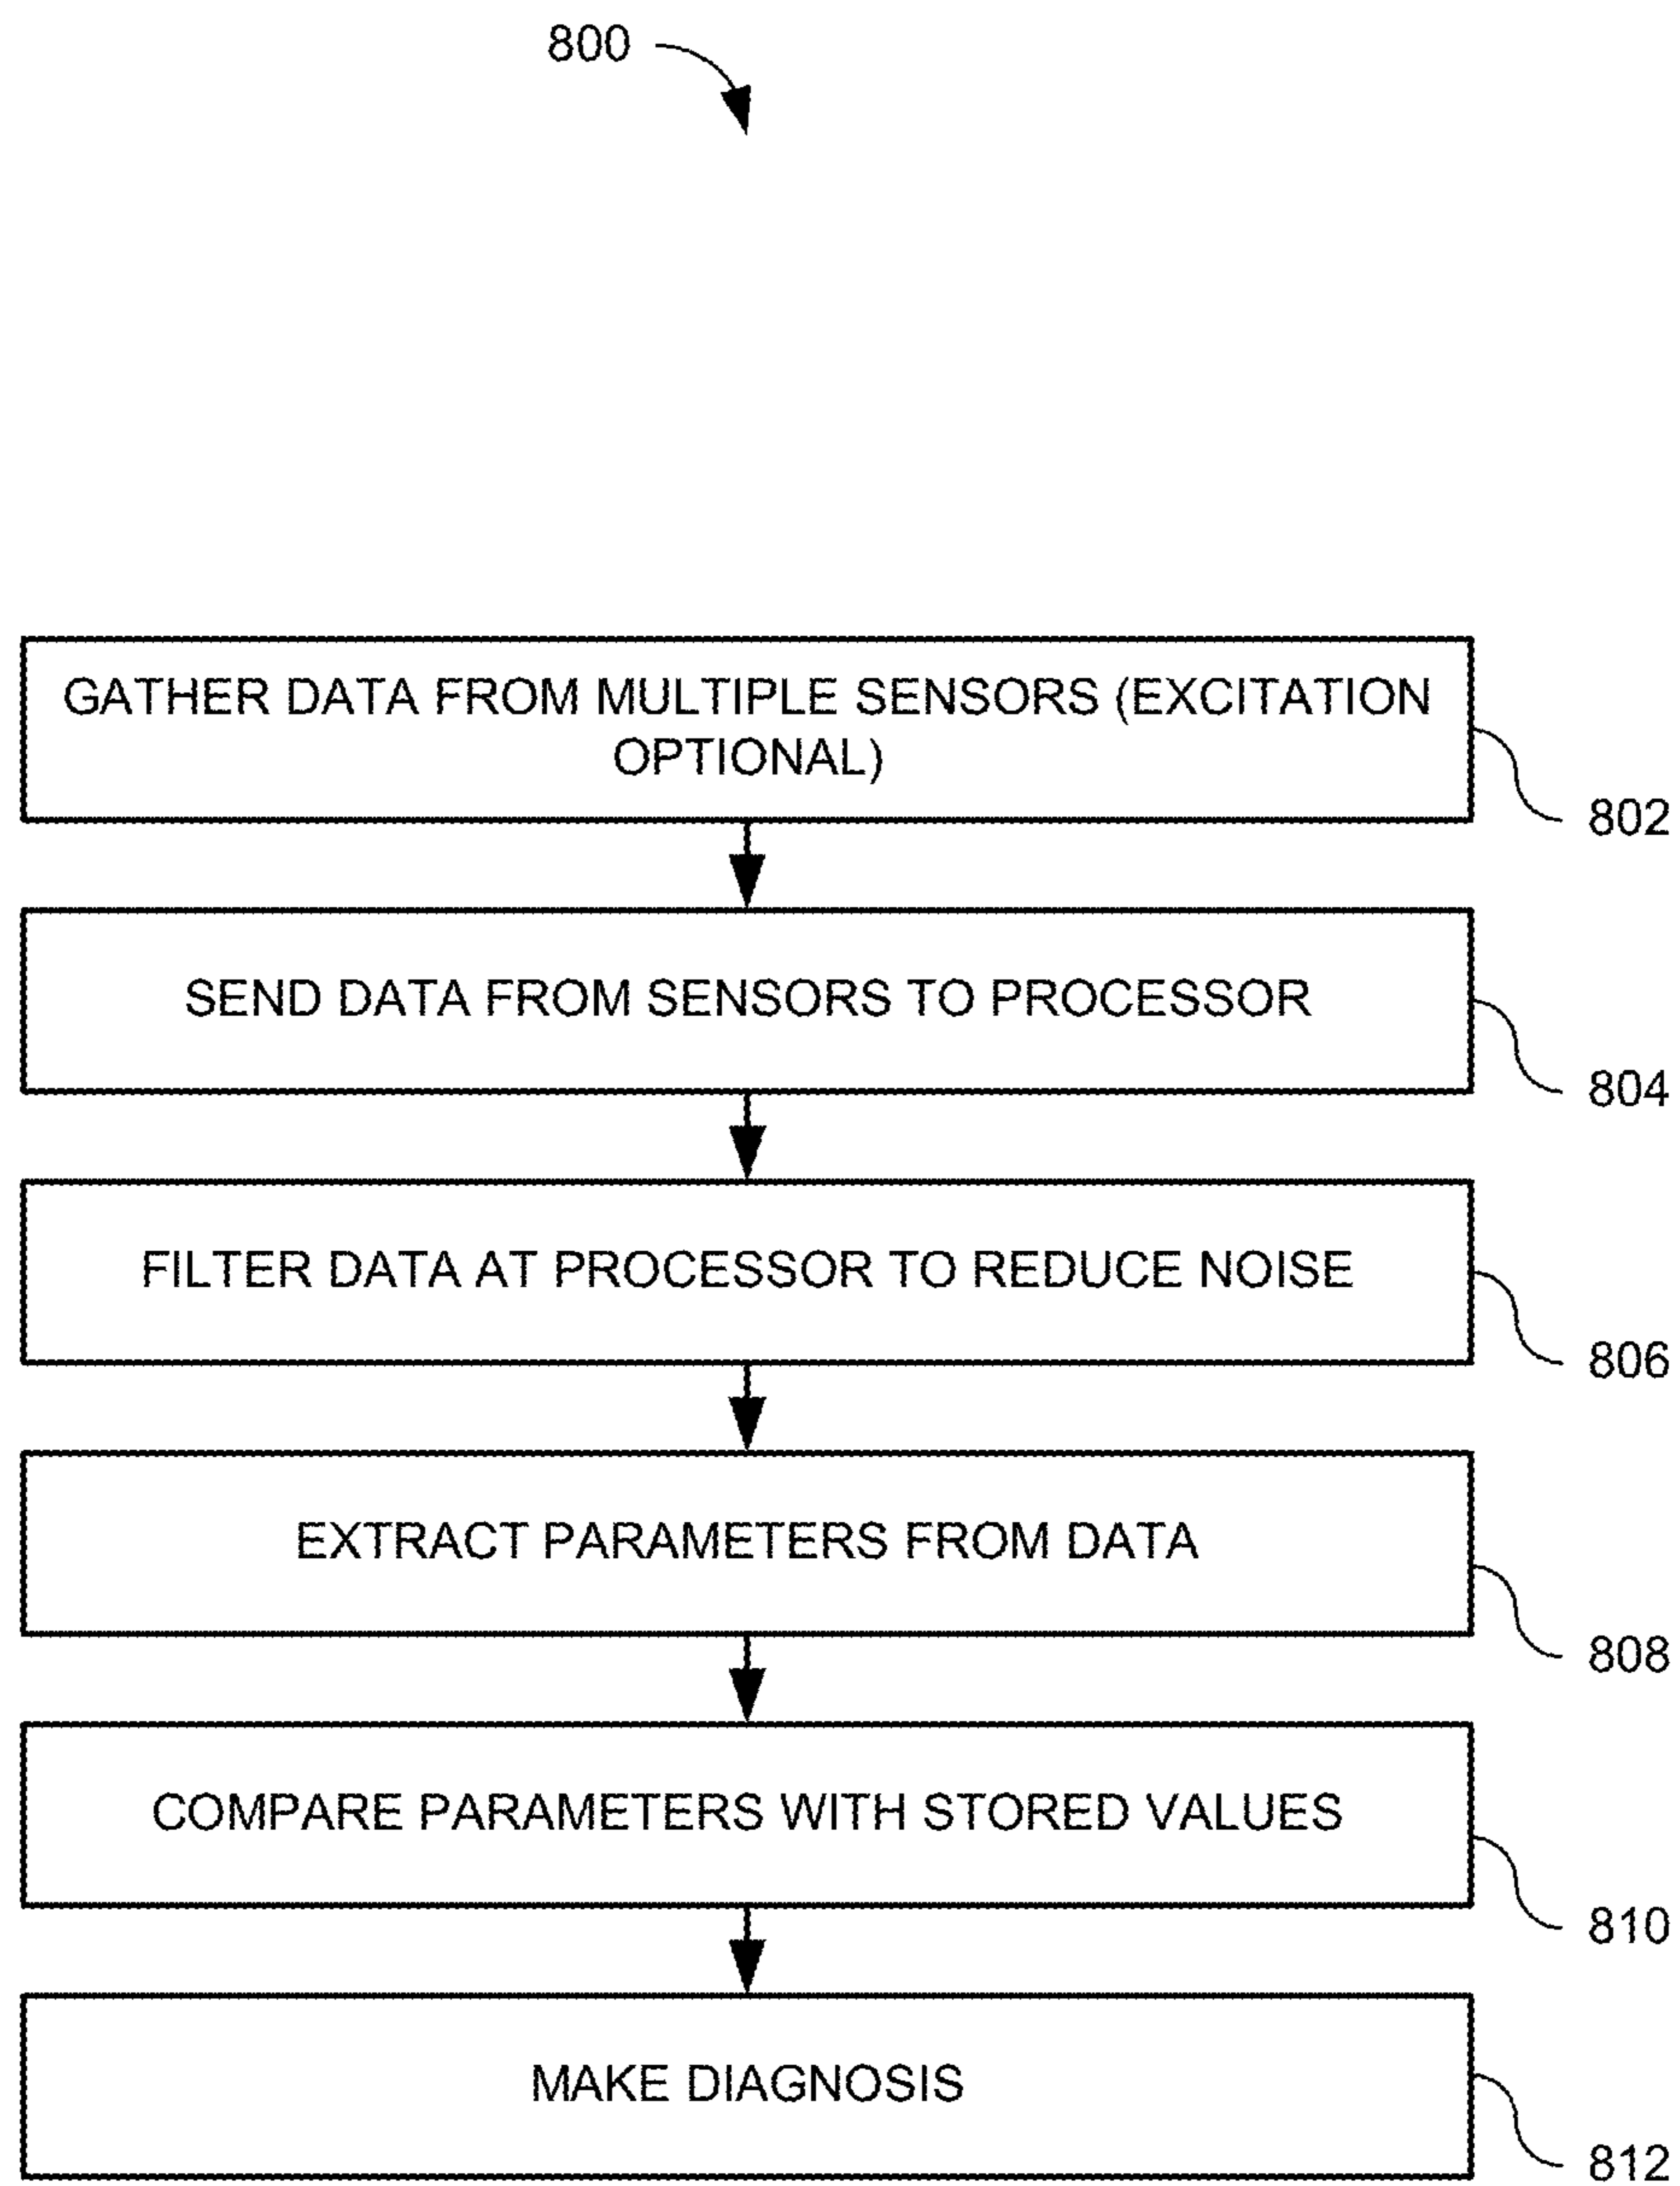 800
GATHER DATA FROM MULTIPLE SENSORS (EXCITATION
OPTIONAL)
802
SEND DATA FROM SENSORS TO PROCESSOR
804
FILTER DATA AT PROCESSOR TO REDUCE NOISE
806
EXTRACT PARAMETERS FROM DATA
808
COMPARE PARAMETERS WITH STORED VALUES
810
MAKE DIAGNOSIS
812